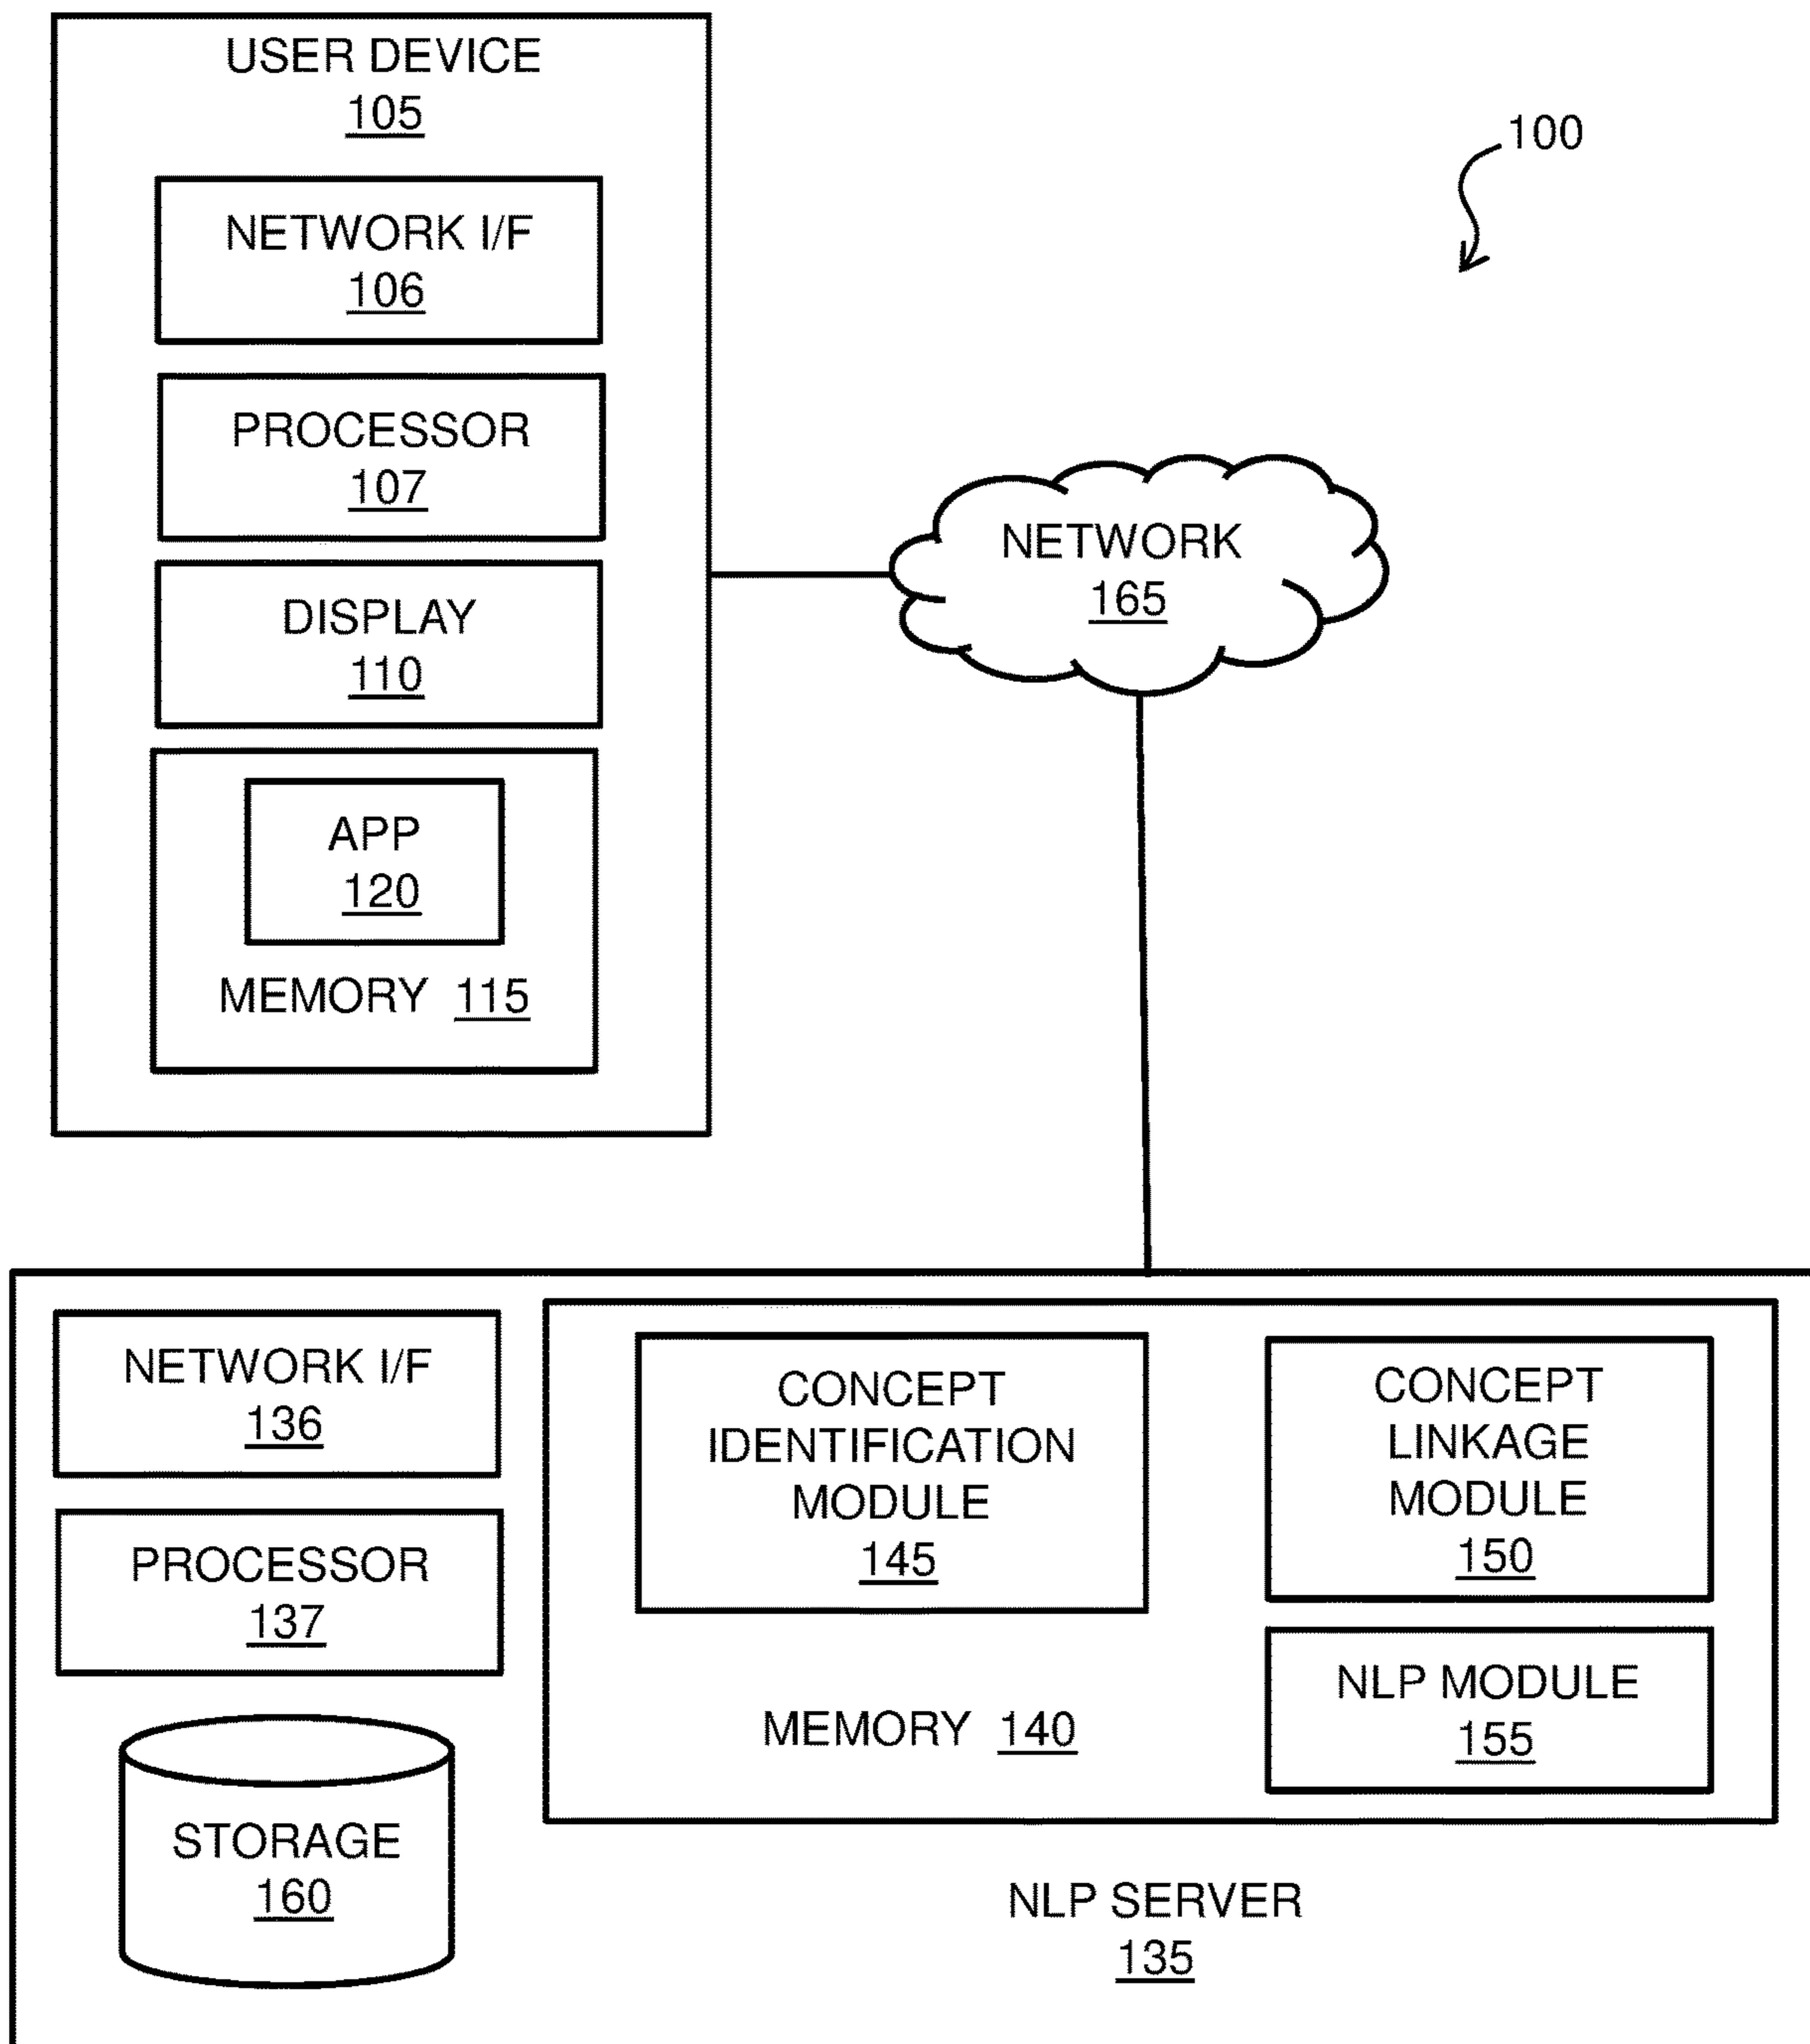 USER DEVICE
105
NETWORK I/F
106
PROCESSOR
107
DISPLAY
110
APP
120
MEMORY 115
100
NETWORK
165
NETWORK I/F
136
PROCESSOR
137
STORAGE
160
CONCEPT
IDENTIFICATION
MODULE
145
CONCEPT
LINKAGE
MODULE
150
MEMORY 140
NLP MODULE
155
NLP SERVER
135